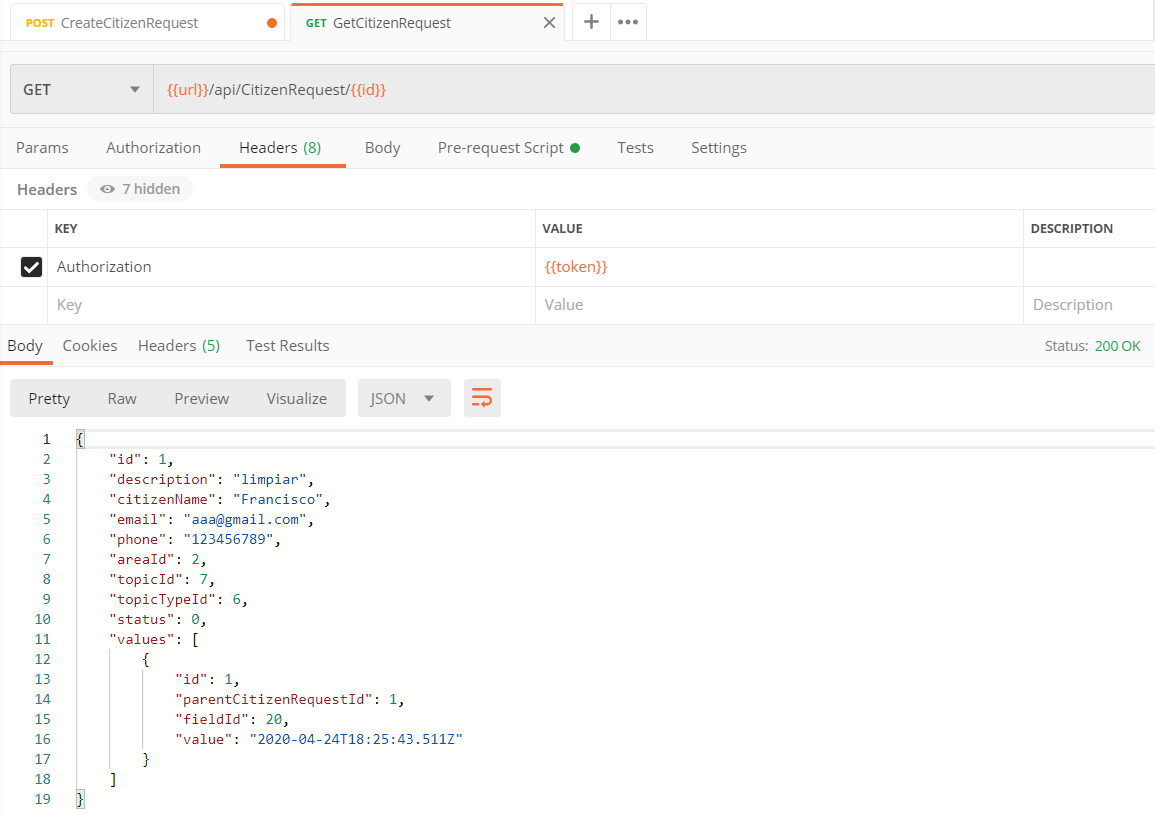 POST CreateCitizenRequest GET GetCitizenRequest
GET {{url}}/api/CitizenRequest/{{id}}
Params Authorization Headers (8) Body Pre-request Script Tests Settings
Headers 7 hidden
KEY VALUE DESCRIPTION
Authorization {{token}}
Key Value Description
Body Cookies Headers (5) Test Results Status: 200 OK
Pretty Raw Preview Visualize JSON
1 {
2 "id": 1,
3 "description": "limpiar",
4 "citizenName": "Francisco",
5 "email": "aaa@gmail.com",
6 "phone": "123456789",
7 "areaId": 2,
8 "topicId": 7,
9 "topicTypeId": 6,
10 "status": 0,
11 "values": [
12 {
13 "id": 1,
14 "parentCitizenRequestId": 1,
15 "fieldId": 20,
16 "value": "2020-04-24T18:25:43.511Z"
17 }
18 ]
19 }